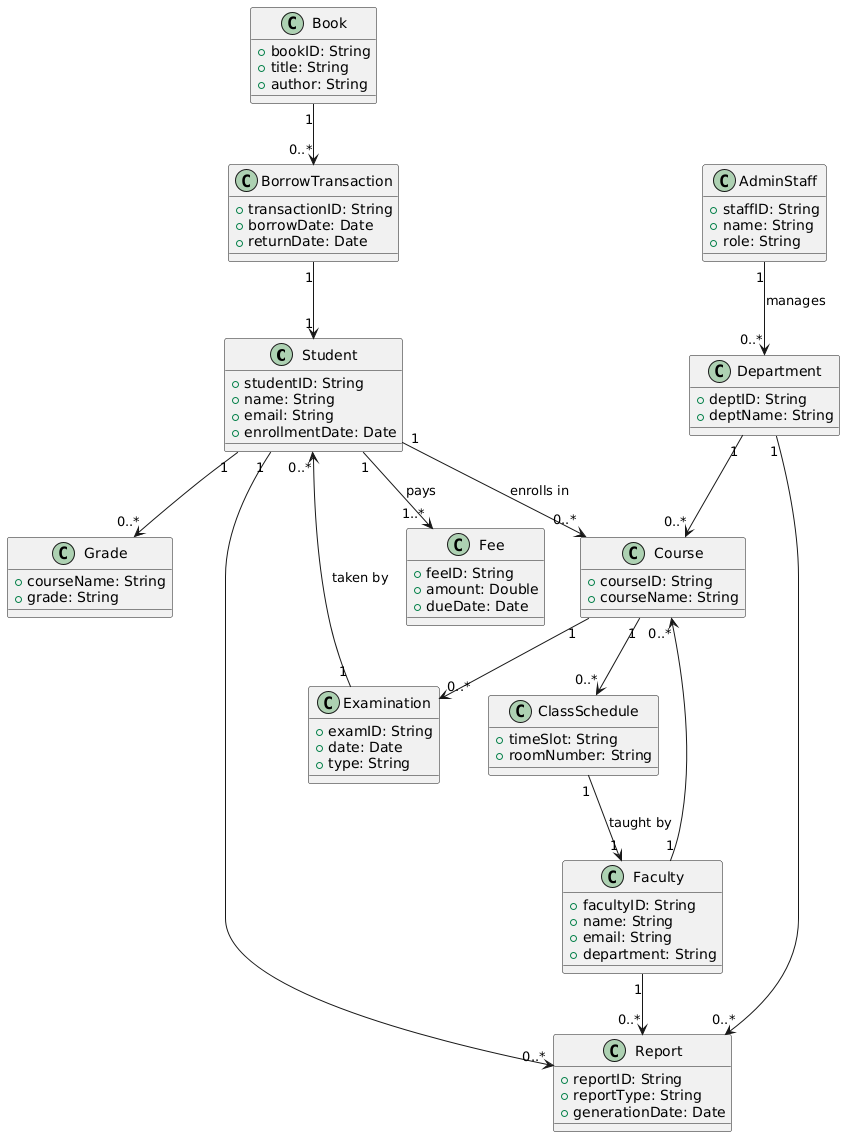 C Book
bookID: String
title: String
author: String
1
0..*
C BorrowTransaction
transactionID: String
borrowDate: Date
returnDate: Date
C AdminStaff
staffID: String
name: String
role: String
1
1
1
manages
0..*
C Student
studentID: String
name: String
email: String
enrollmentDate: Date
C Department
deptID: String
deptName: String
1
1
0..*
1
1
1
1
pays
enrolls in
0..*
1..*
0..*
0..*
C Grade
courseName: String
grade: String
C Fee
feeID: String
amount: Double
dueDate: Date
C Course
courseID: String
courseName: String
taken by
1
1
0..*
1
0..*
0..*
C Examination
examID: String
date: Date
type: String
C ClassSchedule
timeSlot: String
roomNumber: String
1
taught by
1
1
C Faculty
facultyID: String
name: String
email: String
department: String
1
0..*
0..*
0..*
C Report
reportID: String
reportType: String
generationDate: Date